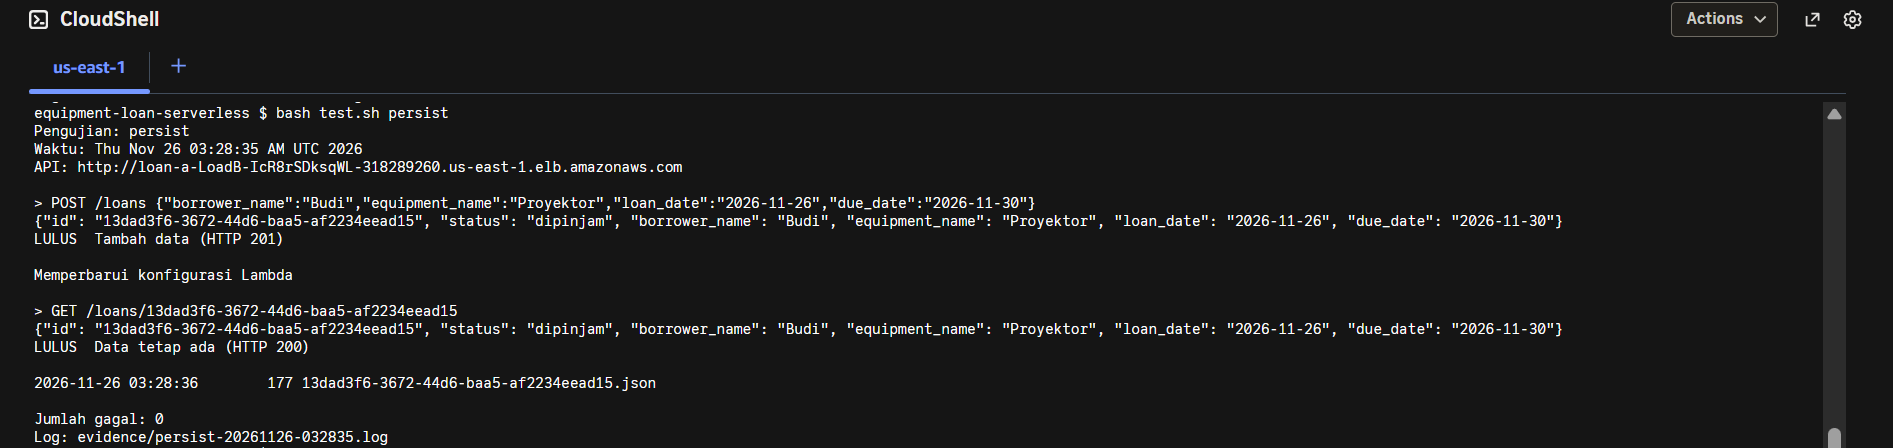 CloudShell
Actions
us-east-1
+
equipment-loan-serverless $ bash test.sh persist
Pengujian: persist
Waktu: Thu Nov 26 03:28:35 AM UTC 2026
API: http://loan-a-LoadB-IcR8rSDksqWL-318289260.us-east-1.elb.amazonaws.com
> POST /loans {"borrower_name":"Budi","equipment_name":"Proyektor","loan_date":"2026-11-26","due_date":"2026-11-30"}
{"id": "13dad3f6-3672-44d6-baa5-af2234eead15", "status": "dipinjam", "borrower_name": "Budi", "equipment_name": "Proyektor", "loan_date": "2026-11-26", "due_date": "2026-11-30"}
LULUS  Tambah data (HTTP 201)
Memperbarui konfigurasi Lambda
> GET /loans/13dad3f6-3672-44d6-baa5-af2234eead15
{"id": "13dad3f6-3672-44d6-baa5-af2234eead15", "status": "dipinjam", "borrower_name": "Budi", "equipment_name": "Proyektor", "loan_date": "2026-11-26", "due_date": "2026-11-30"}
LULUS  Data tetap ada (HTTP 200)
2026-11-26 03:28:36        177 13dad3f6-3672-44d6-baa5-af2234eead15.json
Jumlah gagal: 0
Log: evidence/persist-20261126-032835.log